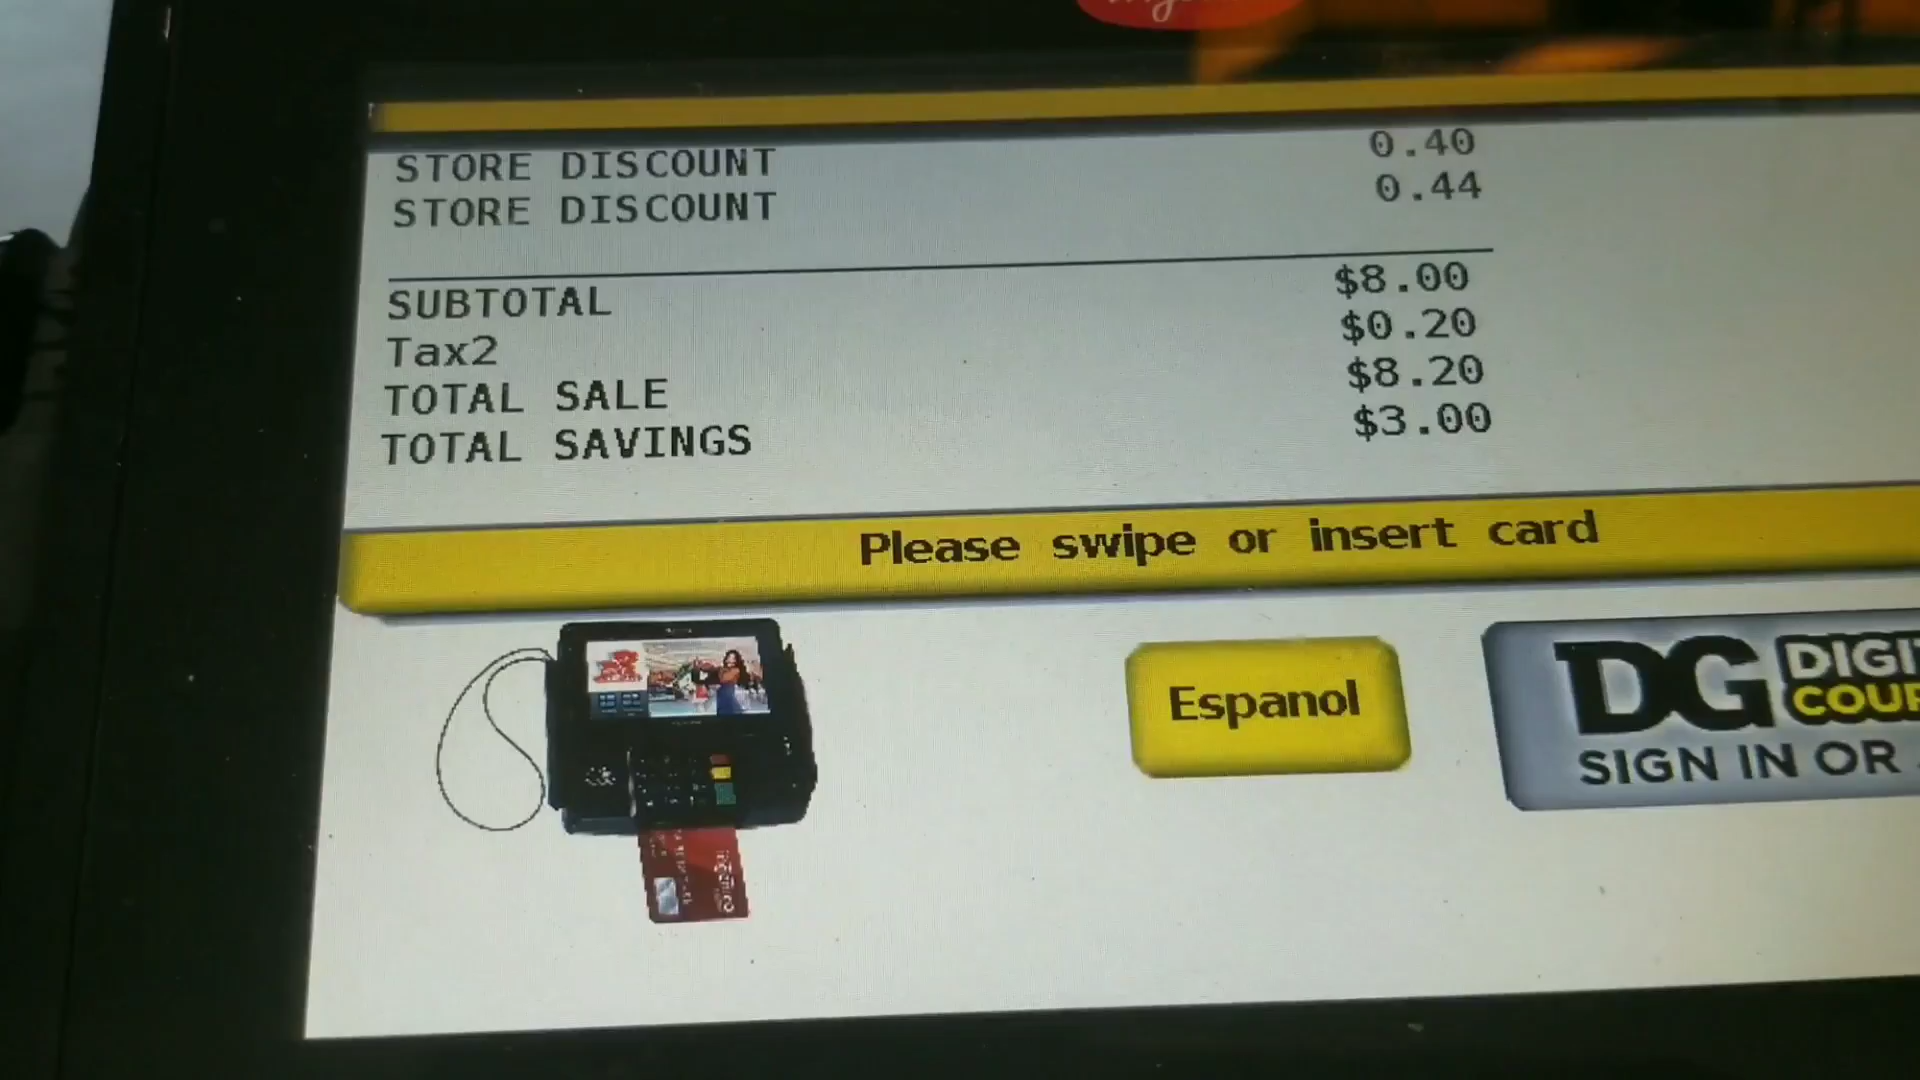 STORE DISCOUNT 0.40
STORE DISCOUNT 0.44
SUBTOTAL $8.00
Tax2 $0.20
TOTAL SALE $8.20
TOTAL SAVINGS $3.00
Please swipe or insert card
Espanol
DG
SIGN IN OR